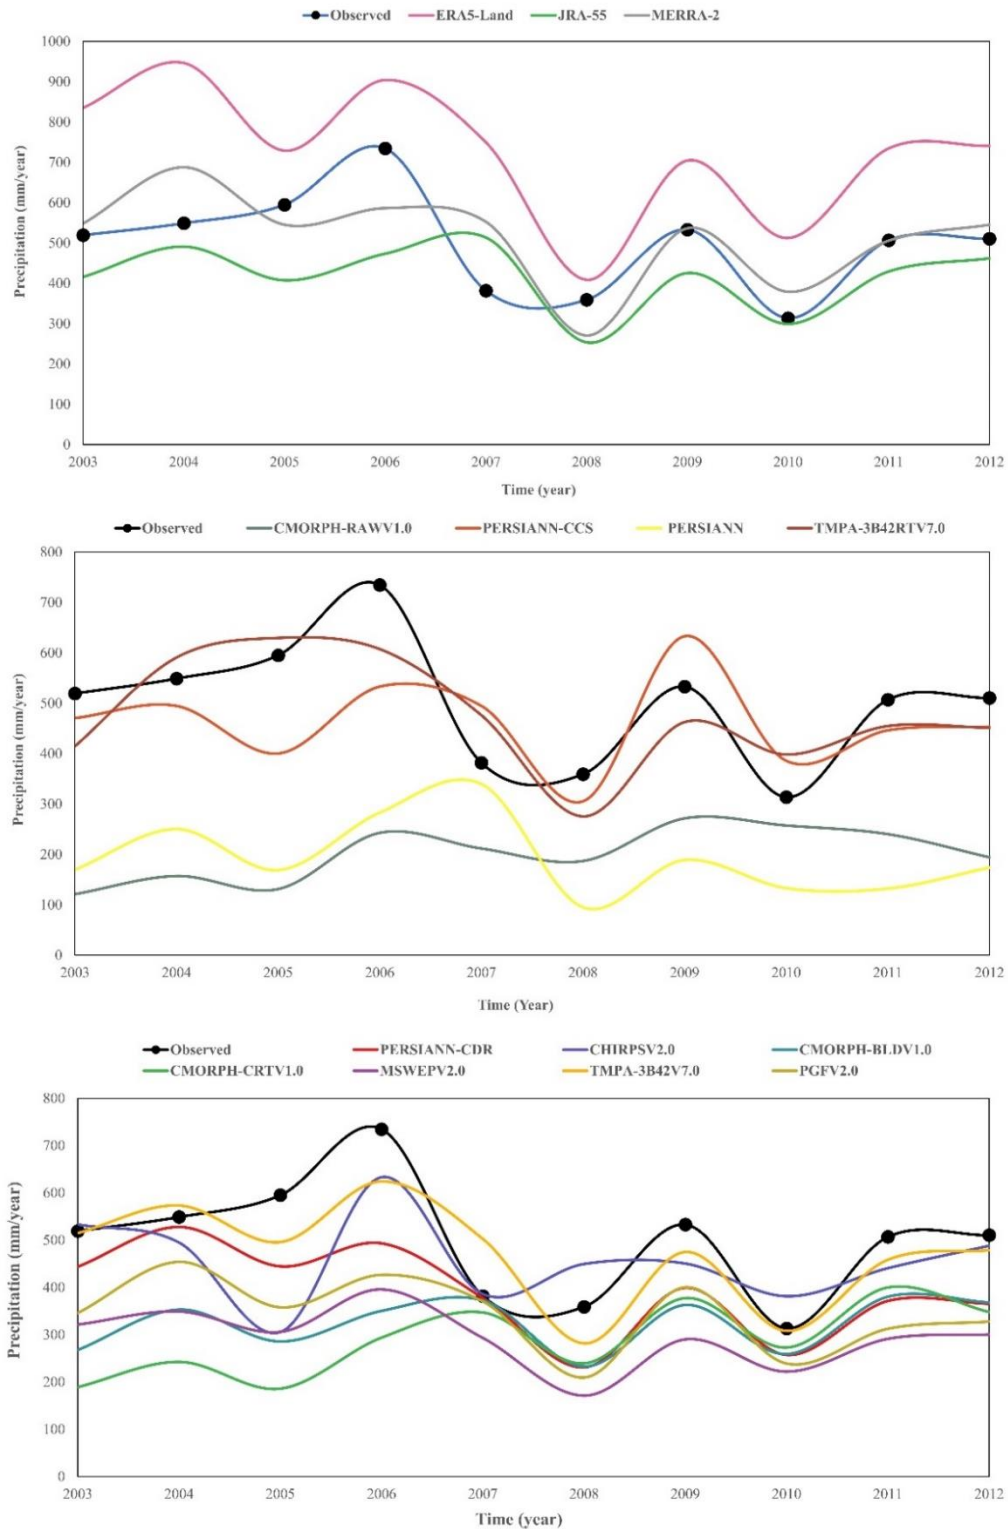 Observed ERA5-Land JRA-55 MERRA-2
1000
900
800
700
600
500
400
300
200
100
0
Precipitation (mm/year)
2003 2004 2005 2006 2007 2008 2009 2010 2011 2012
Time (year)
Observed CMORPH-RAWV1.0 PERSIANN-CCS PERSIANN TMPA-3B42RTV7.0
800
700
600
500
400
300
200
100
0
Precipitation (mm/year)
2003 2004 2005 2006 2007 2008 2009 2010 2011 2012
Time (Year)
Observed PERSIANN-CDR CHIRPSV2.0 CMORPH-BLDV1.0
CMORPH-CRTV1.0 MSWEPV2.0 TMPA-3B42V7.0 PGFV2.0
800
700
600
500
400
300
200
100
0
Precipitation (mm/year)
2003 2004 2005 2006 2007 2008 2009 2010 2011 2012
Time (year)